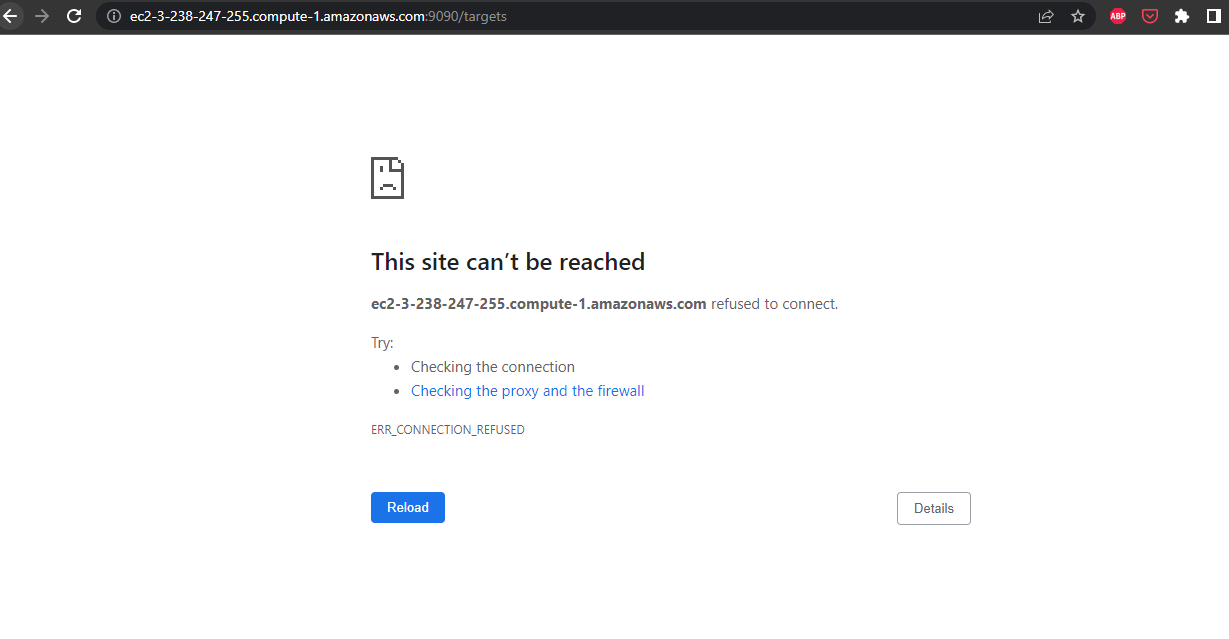 ec2-3-238-247-255.compute-1.amazonaws.com:9090/targets
ABP
This site can’t be reached
ec2-3-238-247-255.compute-1.amazonaws.com refused to connect.
Try:
Checking the connection
Checking the proxy and the firewall
ERR_CONNECTION_REFUSED
Reload
Details